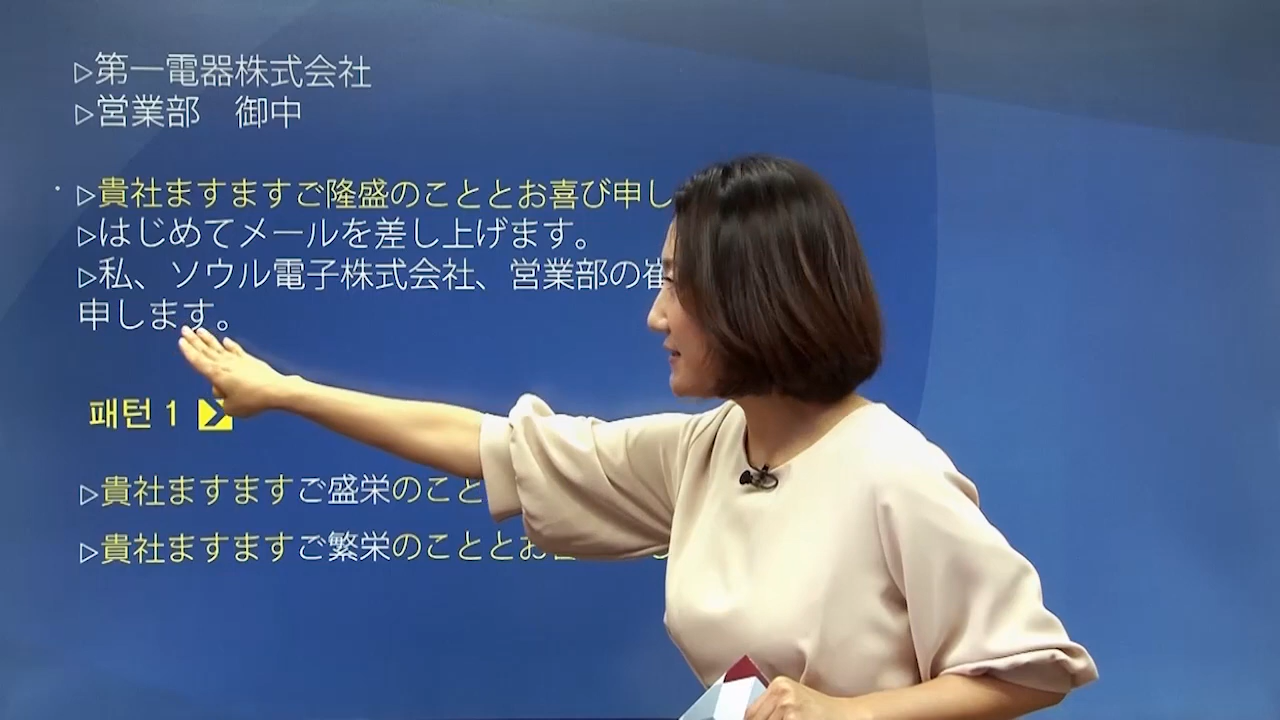 ▷第一電器株式会社
▷営業部　御中
▷貴社ますますご隆盛のこととお喜び申し
▷はじめてメールを差し上げます。
▷私、ソウル電子株式会社、営業部の崔
申します。
패턴 1
▷貴社ますますご盛栄のこと
▷貴社ますますご繁栄のこととお